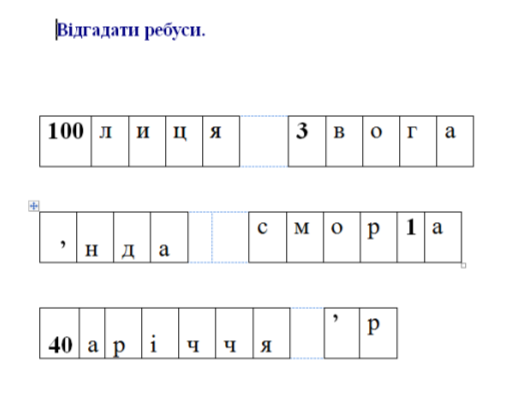 Відгадати ребуси.
100 л и ц я 3 в о г а
, н д а с м о р 1 а
40 а р і ч ч я ’ р